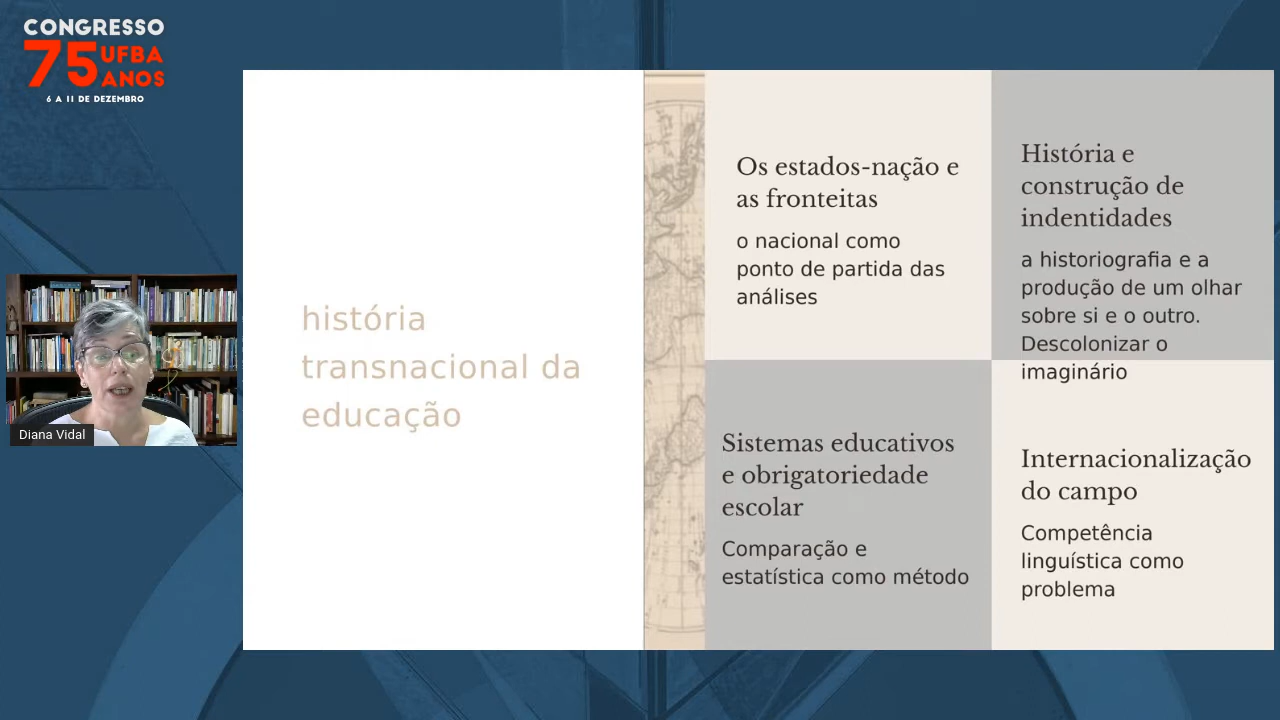 CONGRESSO
75 UFBA
ANOS
6 A 11 DE DEZEMBRO
Diana Vidal
história
transnacional da
educação
Os estados-nação e
as fronteitas
o nacional como
ponto de partida das
análises
História e
construção de
indentidades
a historiografia e a
produção de um olhar
sobre si e o outro.
Descolonizar o
imaginário
Sistemas educativos
e obrigatoriedade
escolar
Comparação e
estatística como método
Internacionalização
do campo
Competência
linguística como
problema